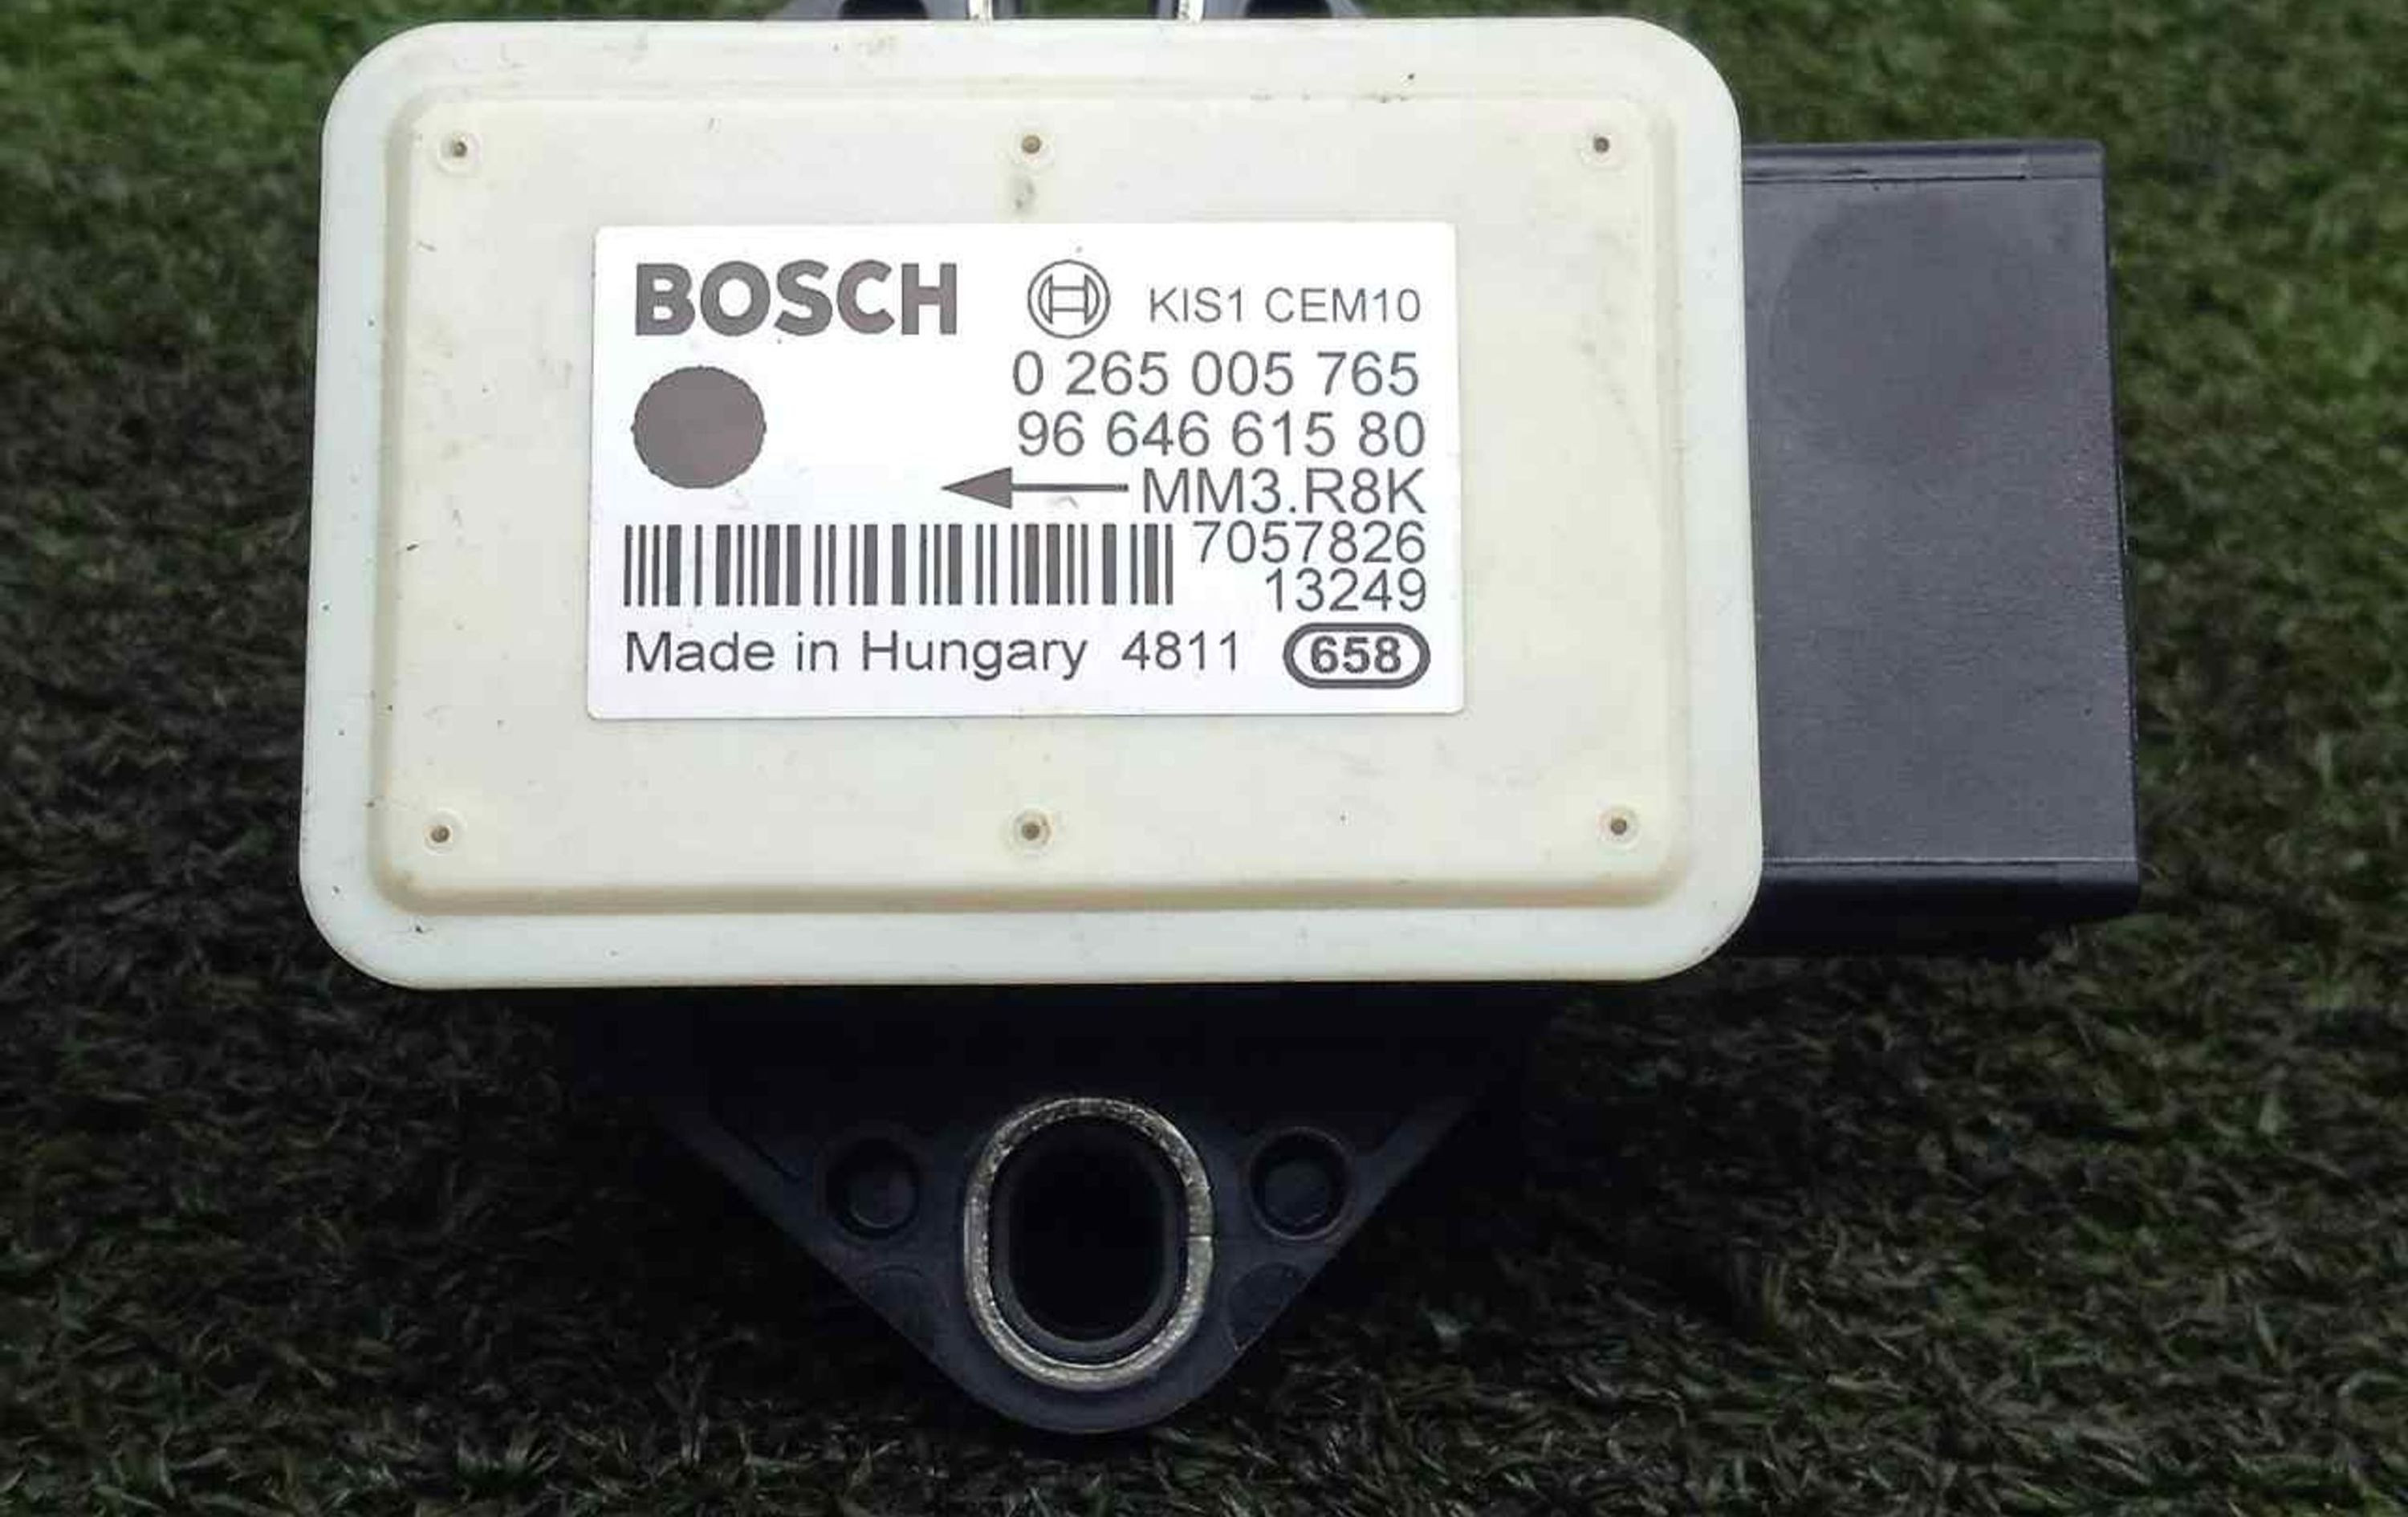 BOSCH KIS1 CEM10
0 265 005 765
96 646 615 80
MM3.R8K
7057826
13249
Made in Hungary 4811 658